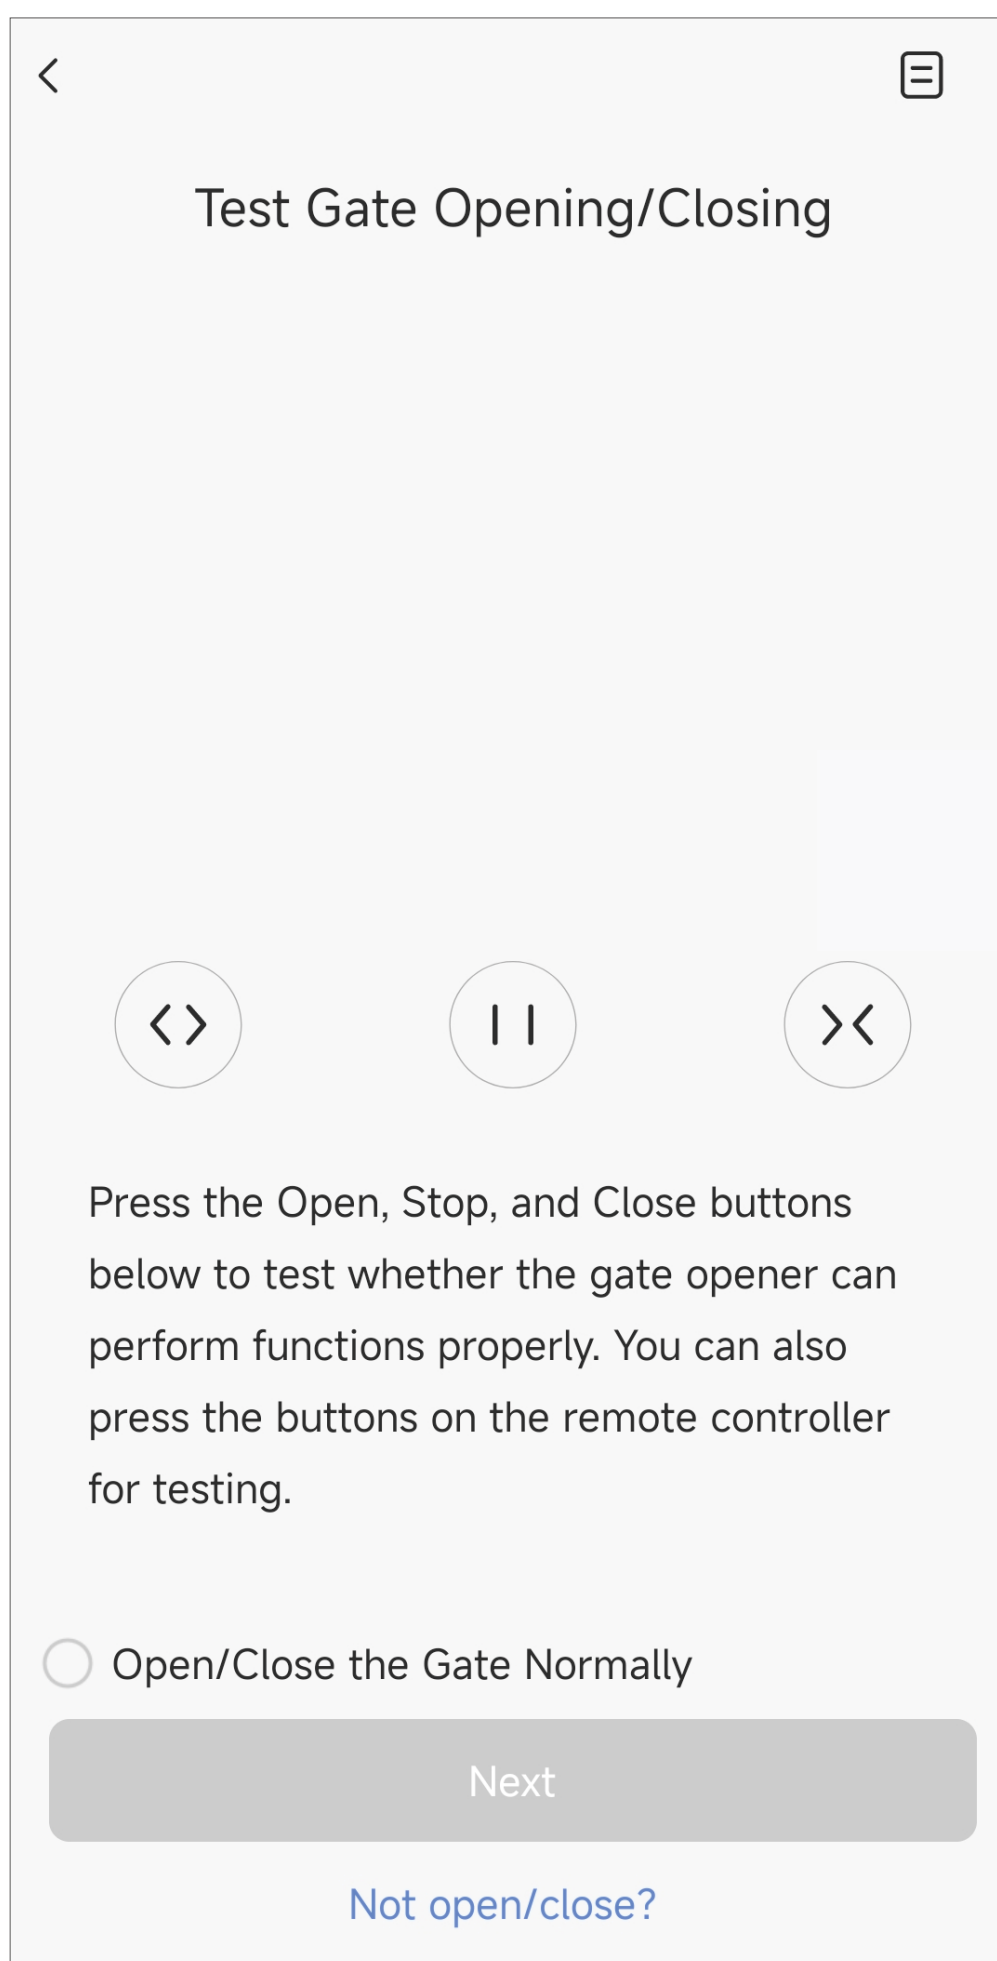 Test Gate Opening/Closing
Press the Open, Stop, and Close buttons
below to test whether the gate opener can
perform functions properly. You can also
press the buttons on the remote controller
for testing.
Open/Close the Gate Normally
Next
Not open/close?